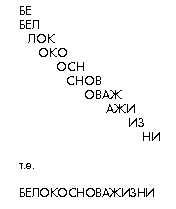 БЕ
БЕЛ
ЛОК
ОКО
ОСН
СНОВ
ОВАЖ
АЖИ
ИЗ
НИ
т.е.
БЕЛОКОСНОВАЖИЗНИ